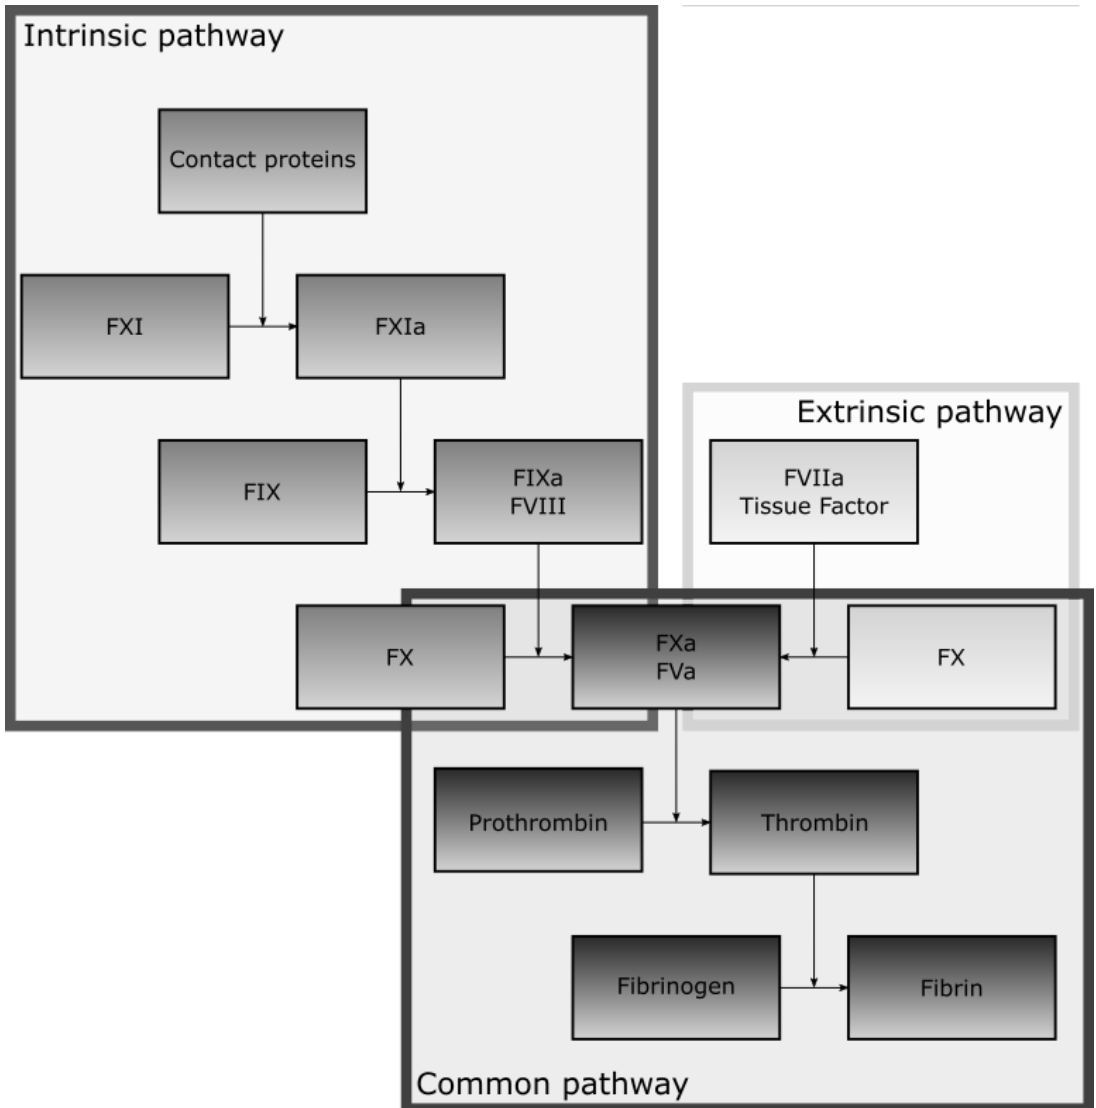 Intrinsic pathway
Contact proteins
FXI
FXIa
Extrinsic pathway
FIX
FIXa
FVIII
FVIIa
Tissue Factor
FX
FXa
FVa
FX
Prothrombin
Thrombin
Fibrinogen
Fibrin
Common pathway